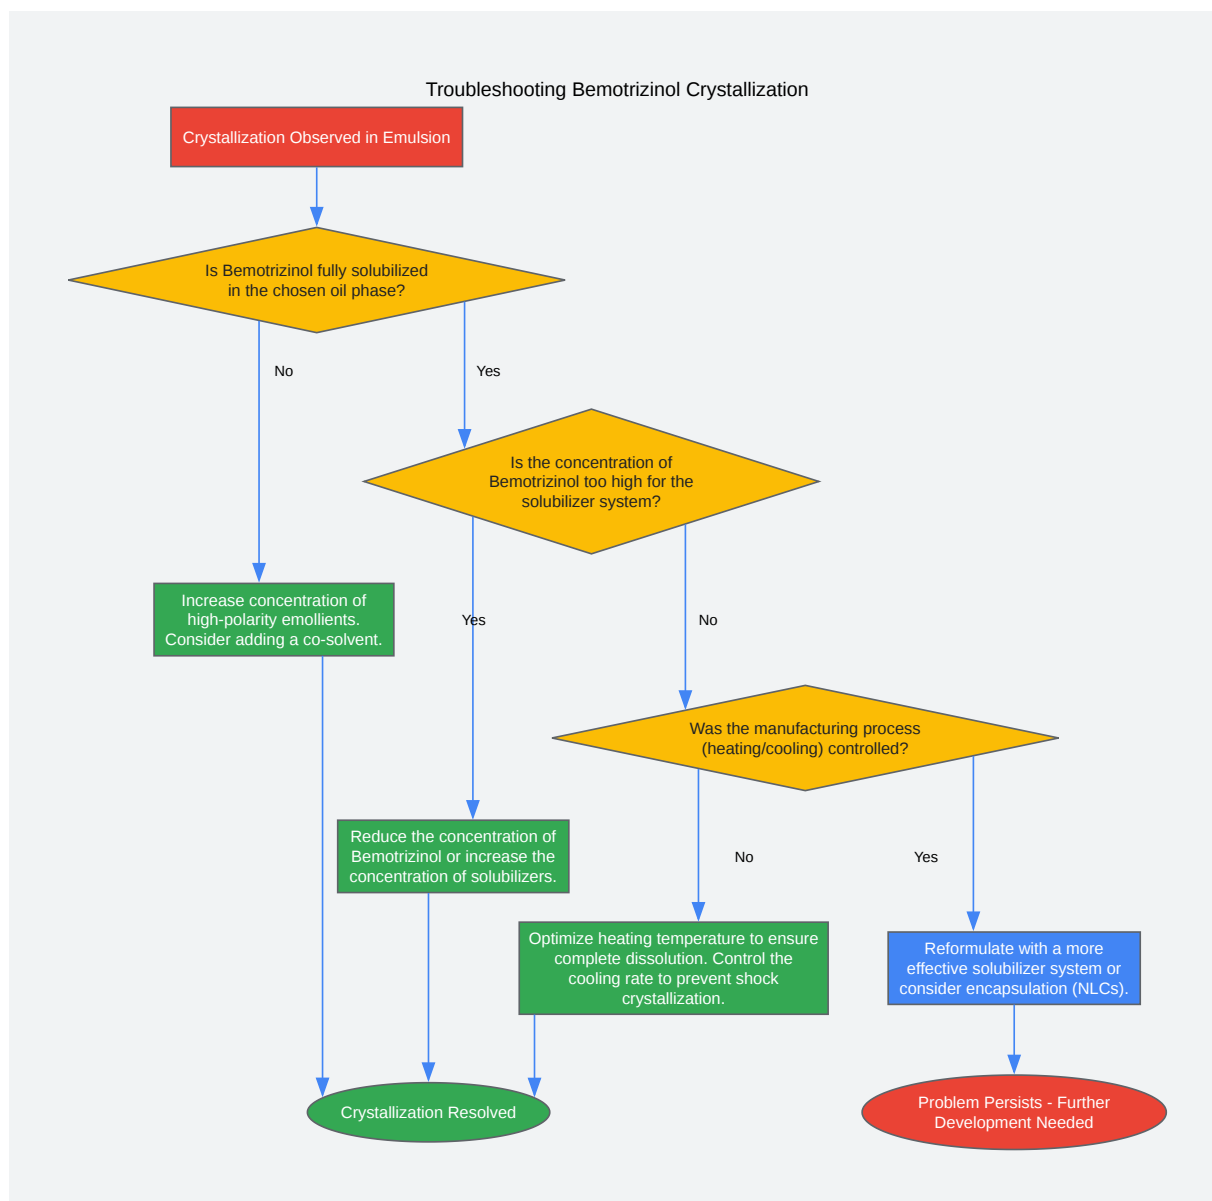 Troubleshooting Bemotrizinol Crystallization
Crystallization Observed in Emulsion
Is Bemotrizinol fully solubilized
in the chosen oil phase?
No
Yes
Is the concentration of
Bemotrizinol too high for the
solubilizer system?
Increase concentration of
high-polarity emollients.
Consider adding a co-solvent.
Yes
No
Was the manufacturing process
(heating/cooling) controlled?
Reduce the concentration of
Bemotrizinol or increase the
concentration of solubilizers.
No
Yes
Optimize heating temperature to ensure
complete dissolution. Control the
cooling rate to prevent shock
crystallization.
Reformulate with a more
effective solubilizer system or
consider encapsulation (NLCs).
Crystallization Resolved
Problem Persists - Further
Development Needed